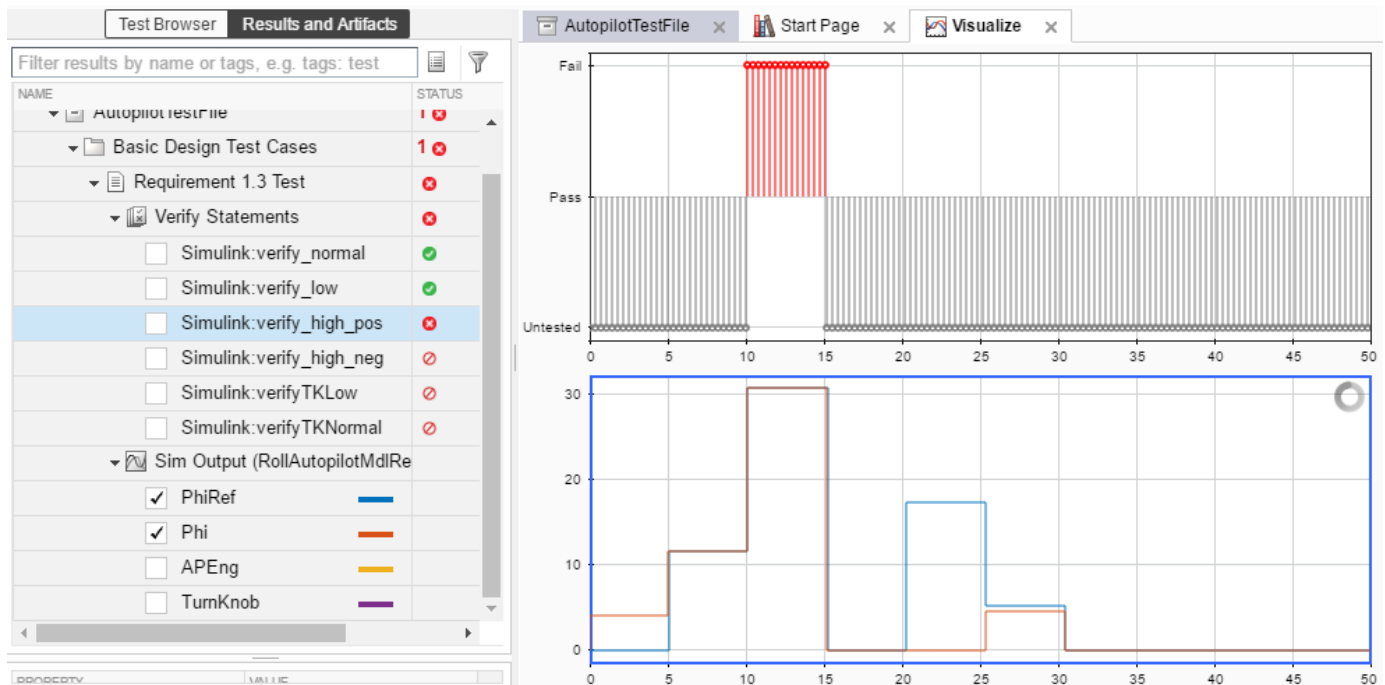 Test Browser Results and Artifacts
Filter results by name or tags, e.g. tags: test
NAME STATUS
AutopilotTestFile 1
Basic Design Test Cases 1
Requirement 1.3 Test
Verify Statements
Simulink:verify_normal
Simulink:verify_low
Simulink:verify_high_pos
Simulink:verify_high_neg
Simulink:verifyTKLow
Simulink:verifyTKNormal
Sim Output (RollAutopilotMdlRe
PhiRef
Phi
APEng
TurnKnob
PROPERTY VALUE
AutopilotTestFile Start Page Visualize
Fail
Pass
Untested
0 5 10 15 20 25 30 35 40 45 50
30
20
10
0
0 5 10 15 20 25 30 35 40 45 50